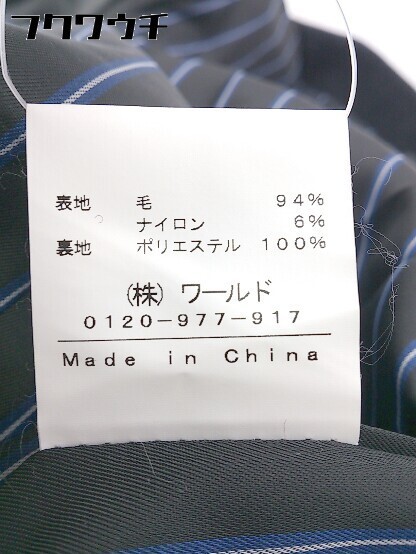 フクワウチ
表地 毛 94%
ナイロン 6%
裏地 ポリエステル 100%
(株) ワールド
0120-977-917
Made in China